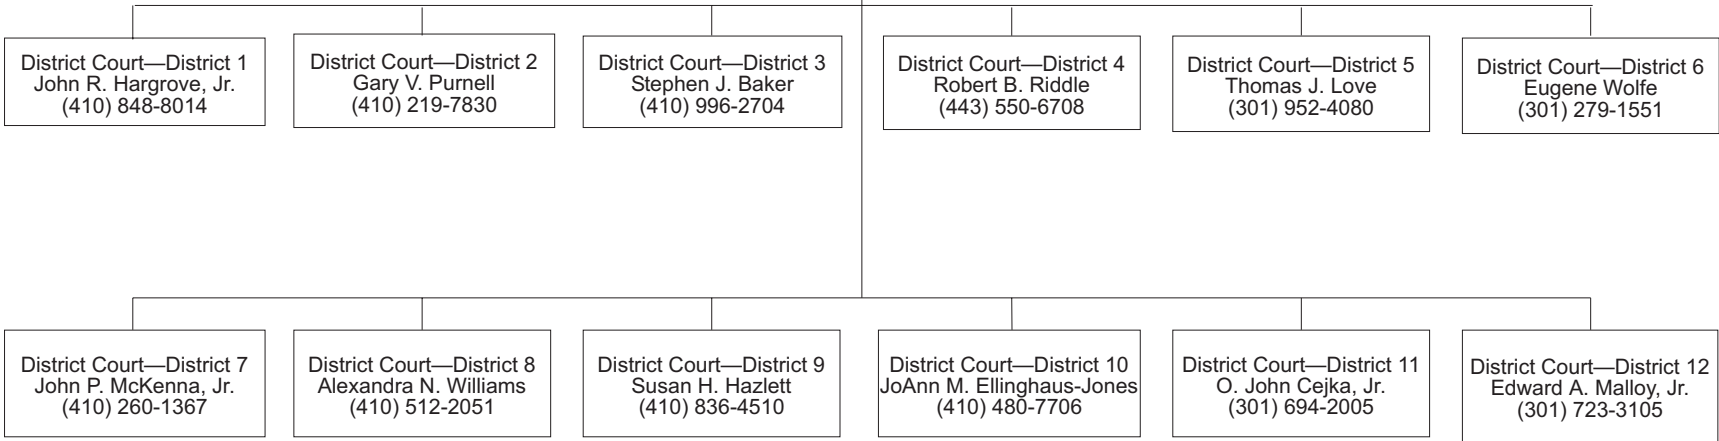 District Court—District 1
John R. Hargrove, Jr.
(410) 848-8014
District Court—District 2
Gary V. Purnell
(410) 219-7830
District Court—District 3
Stephen J. Baker
(410) 996-2704
District Court—District 4
Robert B. Riddle
(443) 550-6708
District Court—District 5
Thomas J. Love
(301) 952-4080
District Court—District 6
Eugene Wolfe
(301) 279-1551
District Court—District 7
John P. McKenna, Jr.
(410) 260-1367
District Court—District 8
Alexandra N. Williams
(410) 512-2051
District Court—District 9
Susan H. Hazlett
(410) 836-4510
District Court—District 10
JoAnn M. Ellinghaus-Jones
(410) 480-7706
District Court—District 11
O. John Cejka, Jr.
(301) 694-2005
District Court—District 12
Edward A. Malloy, Jr.
(301) 723-3105